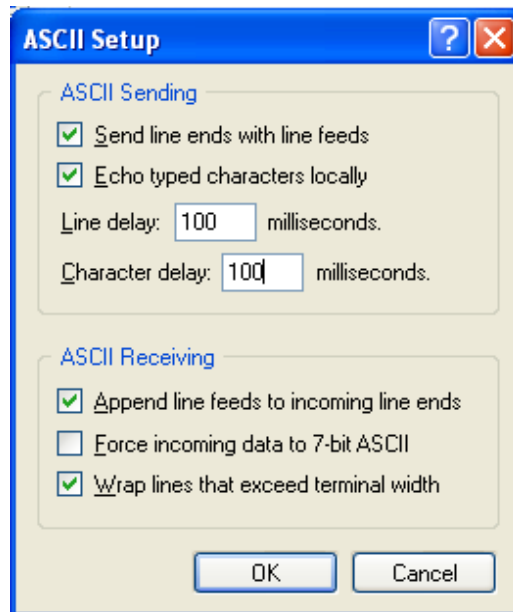 ASCII Setup
ASCII Sending
Send line ends with line feeds
Echo typed characters locally
Line delay: 100 milliseconds.
Character delay: 100 milliseconds.
ASCII Receiving
Append line feeds to incoming line ends
Force incoming data to 7-bit ASCII
Wrap lines that exceed terminal width
OK Cancel